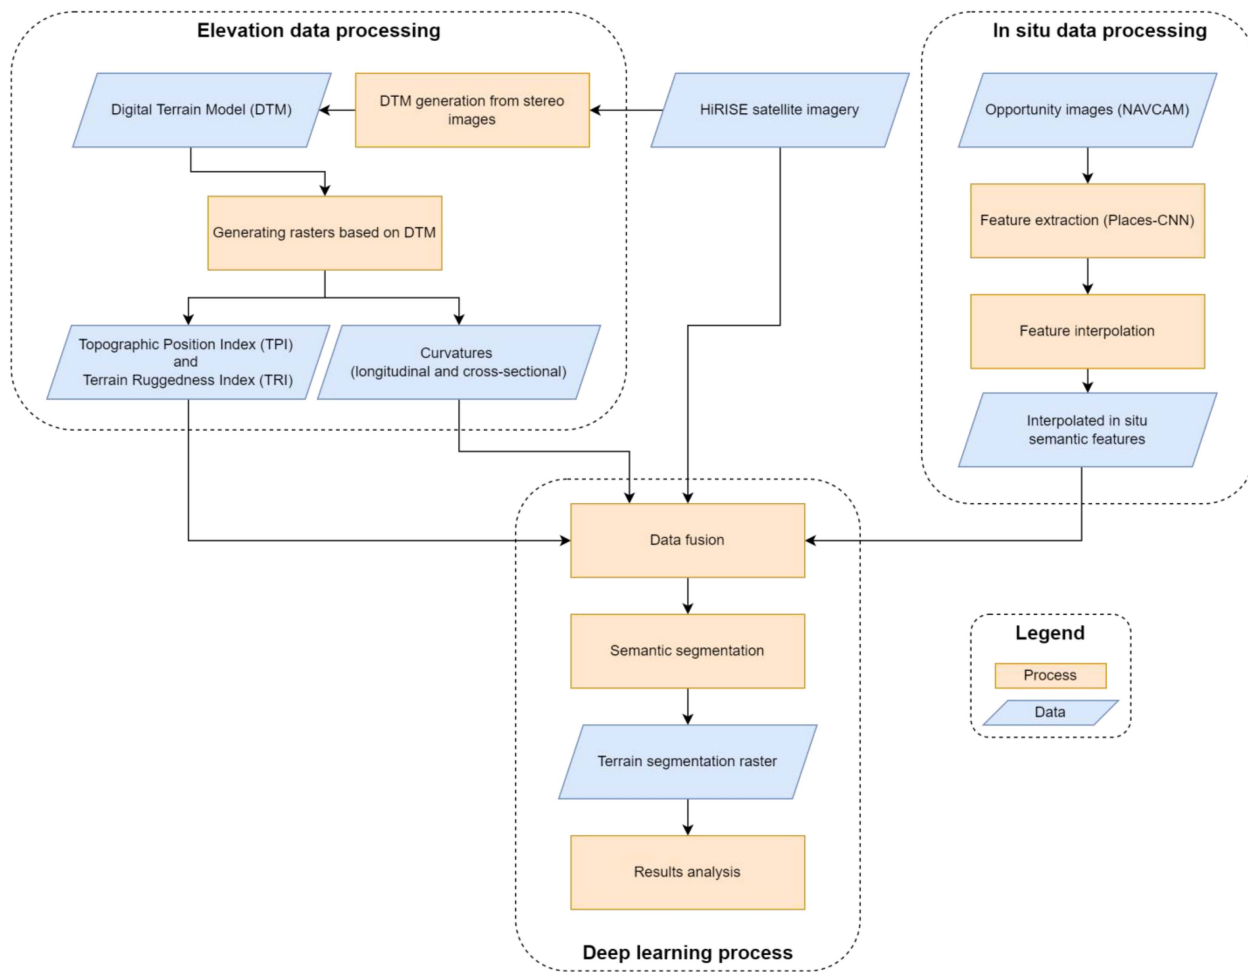 Elevation data processing
In situ data processing
Digital Terrain Model (DTM)
DTM generation from stereo
images
HiRISE satellite imagery
Opportunity images (NAVCAM)
Generating rasters based on DTM
Feature extraction (Places-CNN)
Topographic Position Index (TPI)
and
Terrain Ruggedness Index (TRI)
Curvatures
(longitudinal and cross-sectional)
Feature interpolation
Interpolated in situ
semantic features
Data fusion
Semantic segmentation
Terrain segmentation raster
Results analysis
Deep learning process
Legend
Process
Data